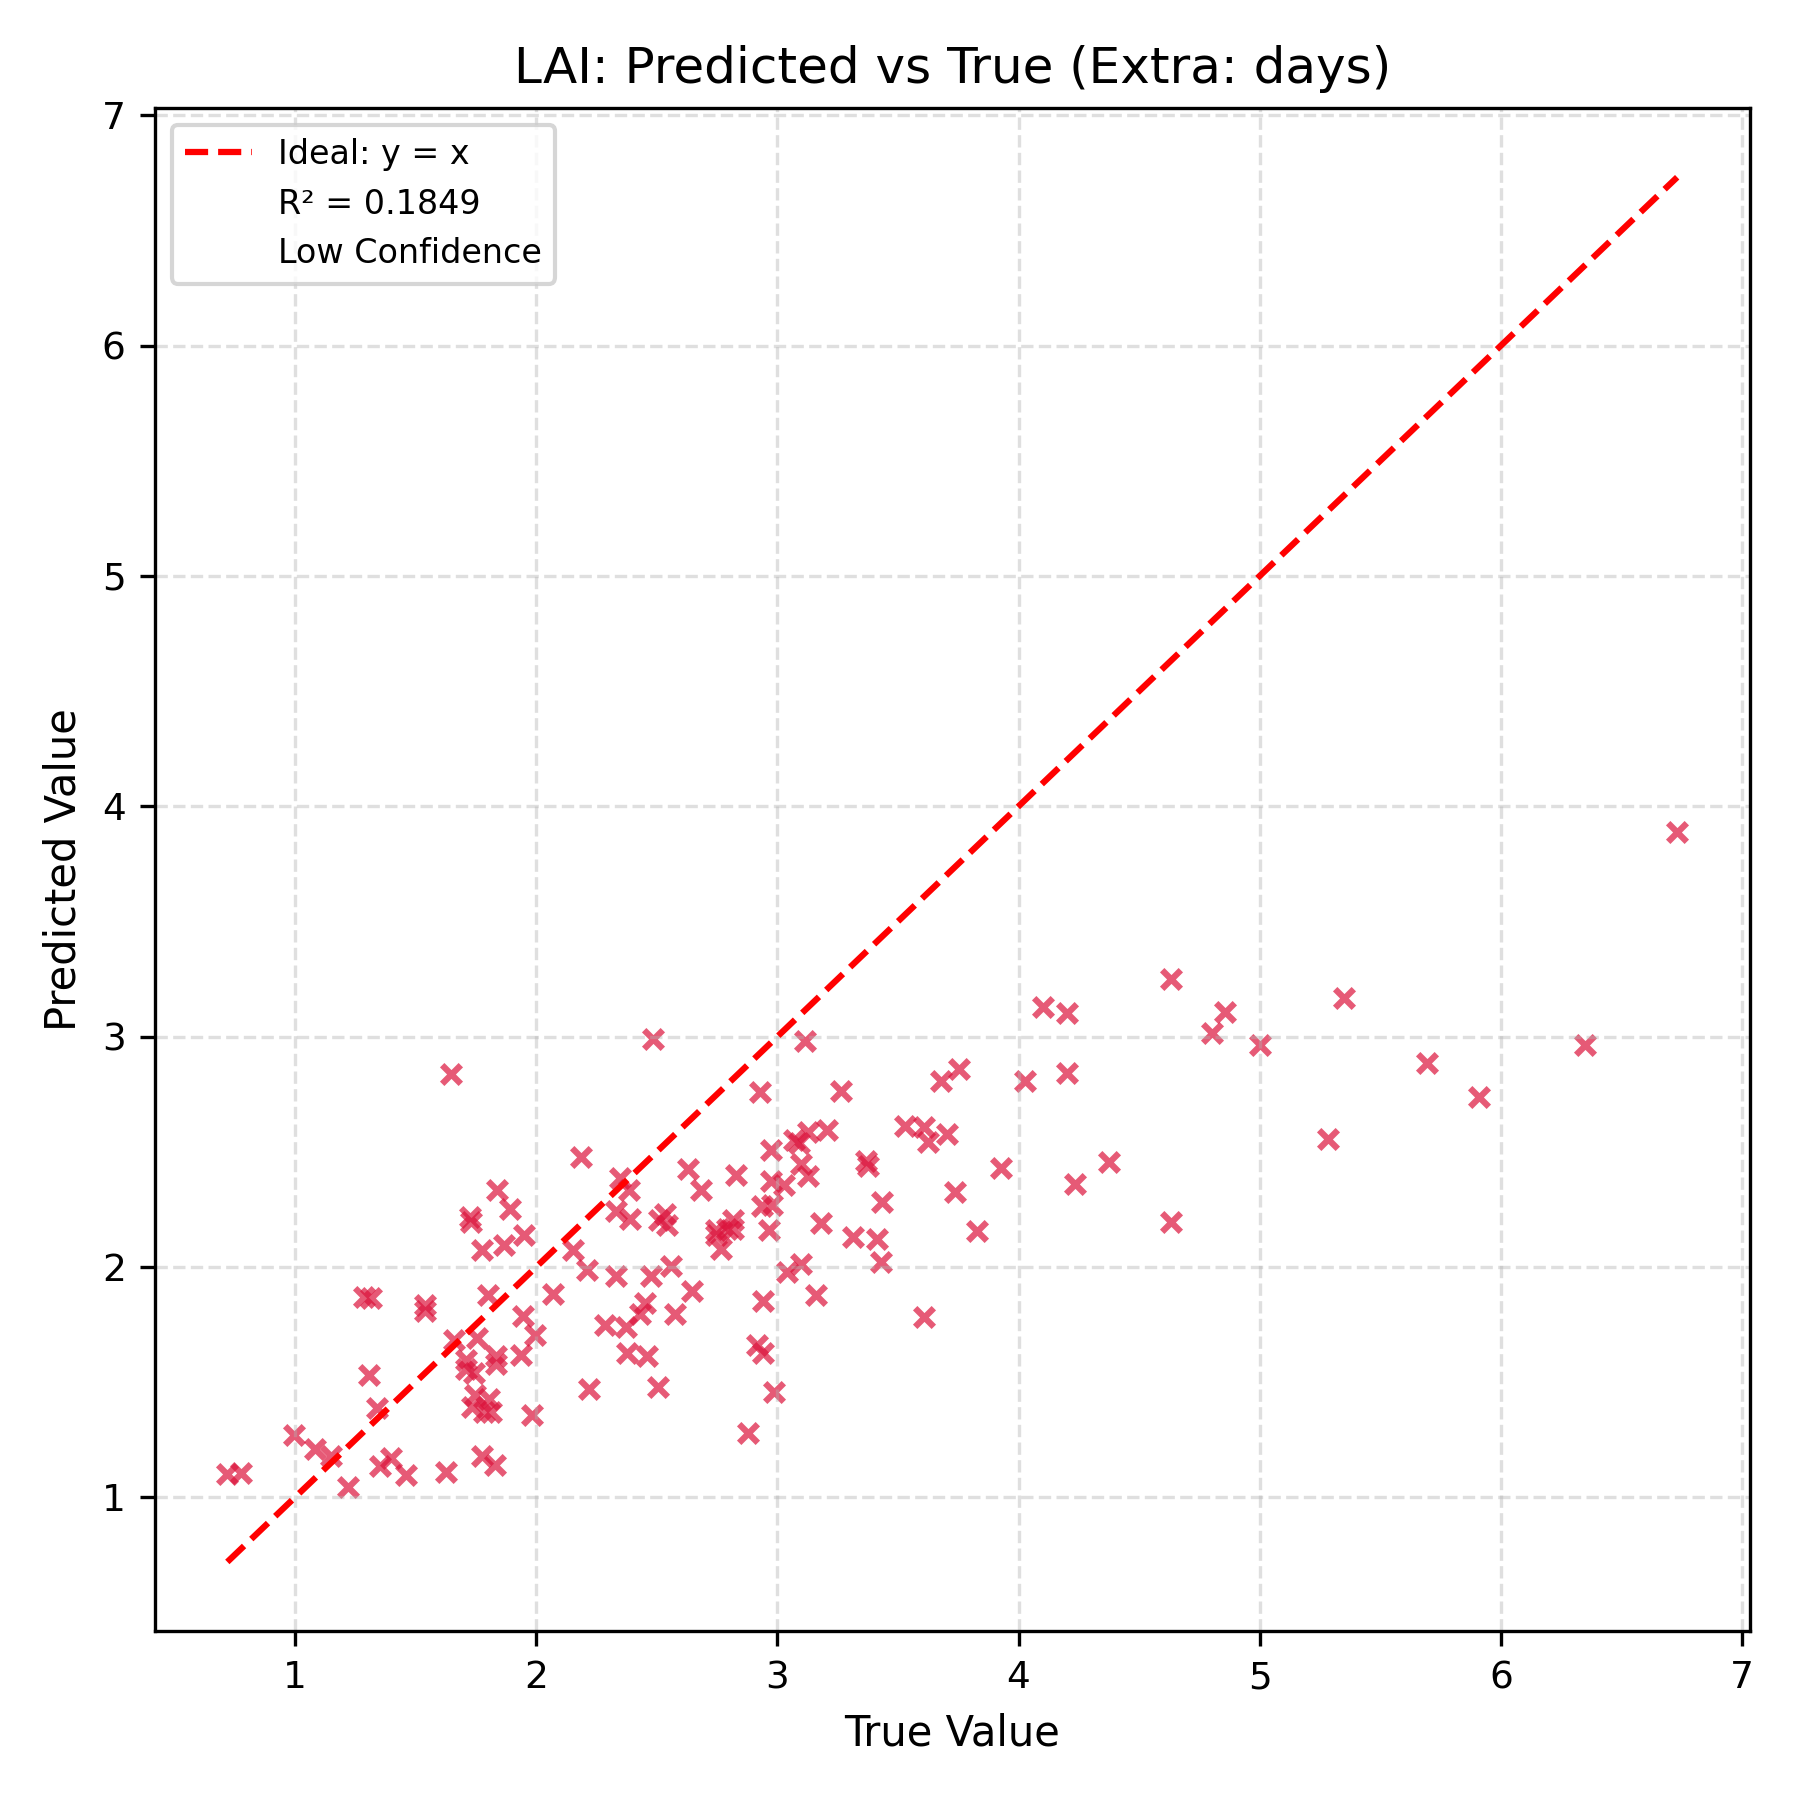 LAI: Predicted vs True (Extra: days)
Ideal: y = x
R² = 0.1849
Low Confidence
7
6
5
4
3
2
1
Predicted Value
1 2 3 4 5 6 7
True Value